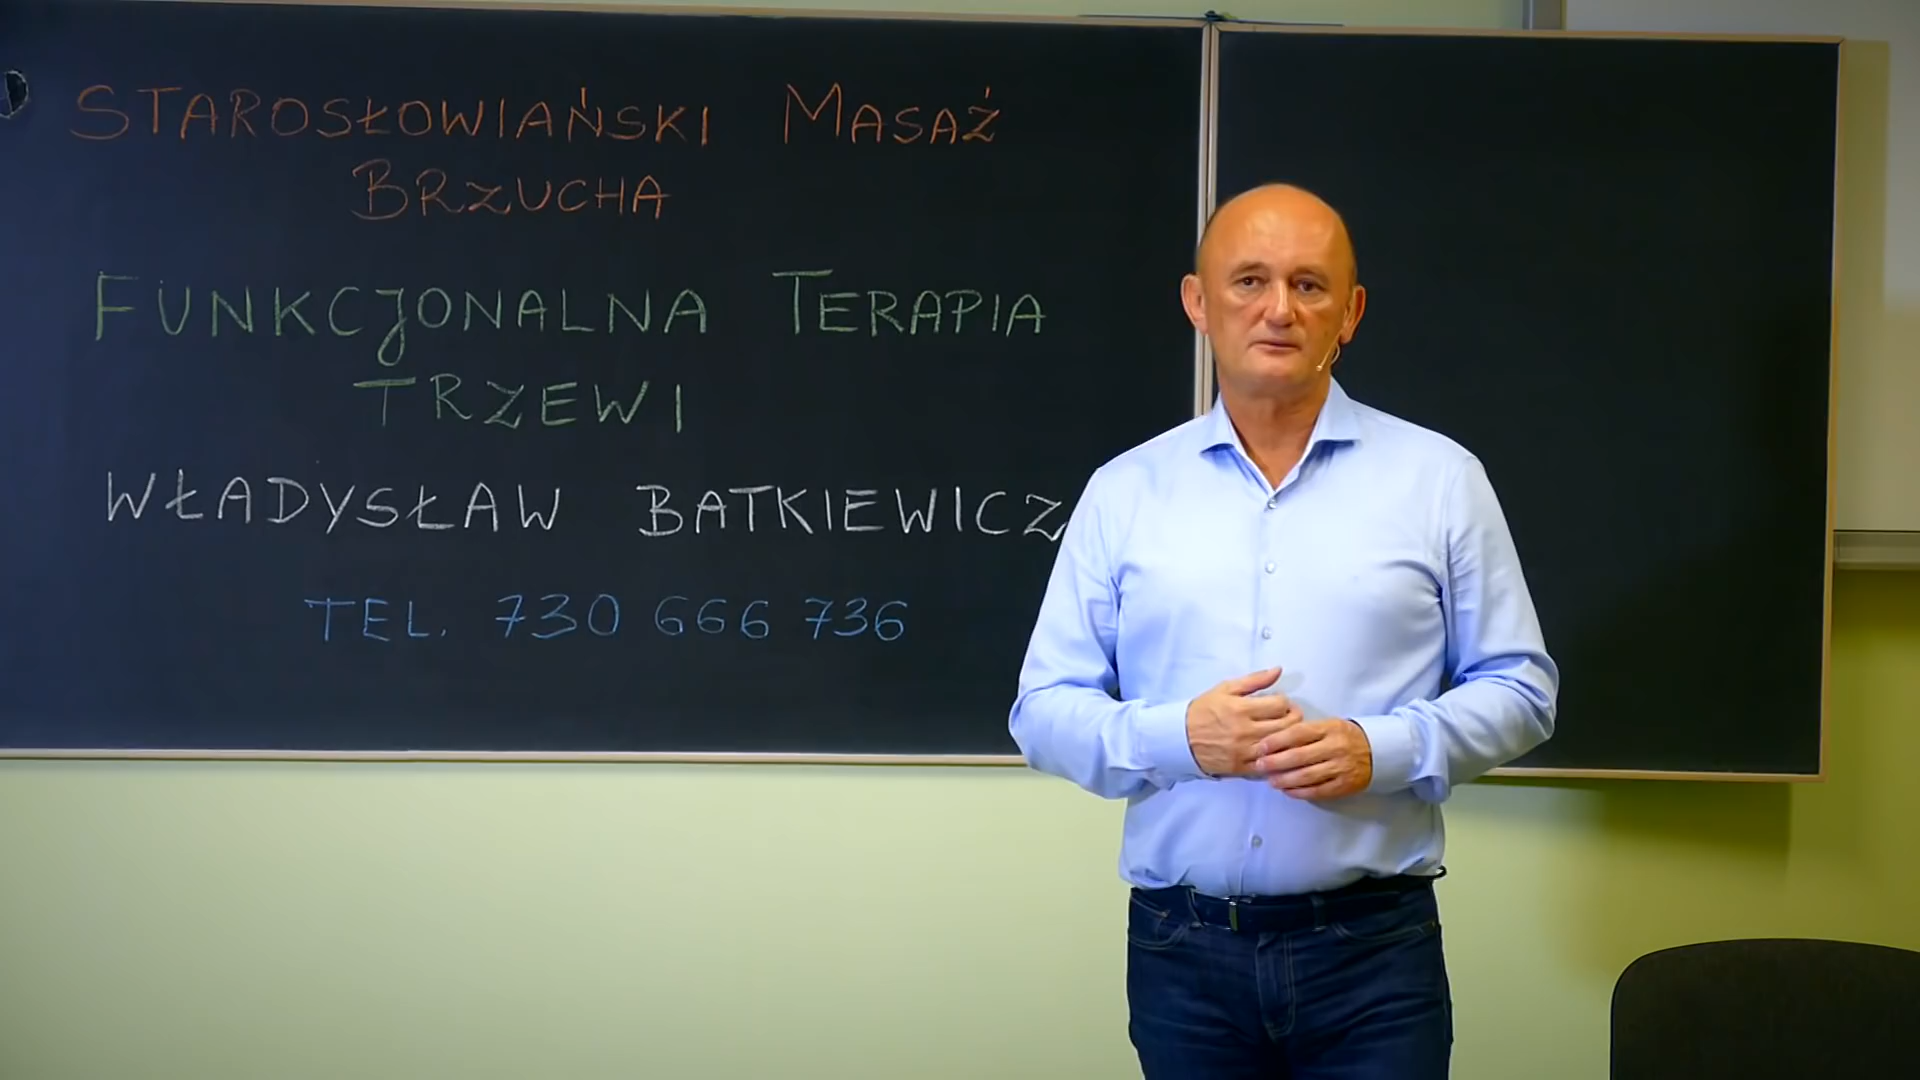 STAROSŁOWIAŃSKI MASAŻ
BRZUCHA
FUNKCJONALNA TERAPIA
TRZEWI
WŁADYSŁAW BATKIEWICZ
TEL. 730 666 736